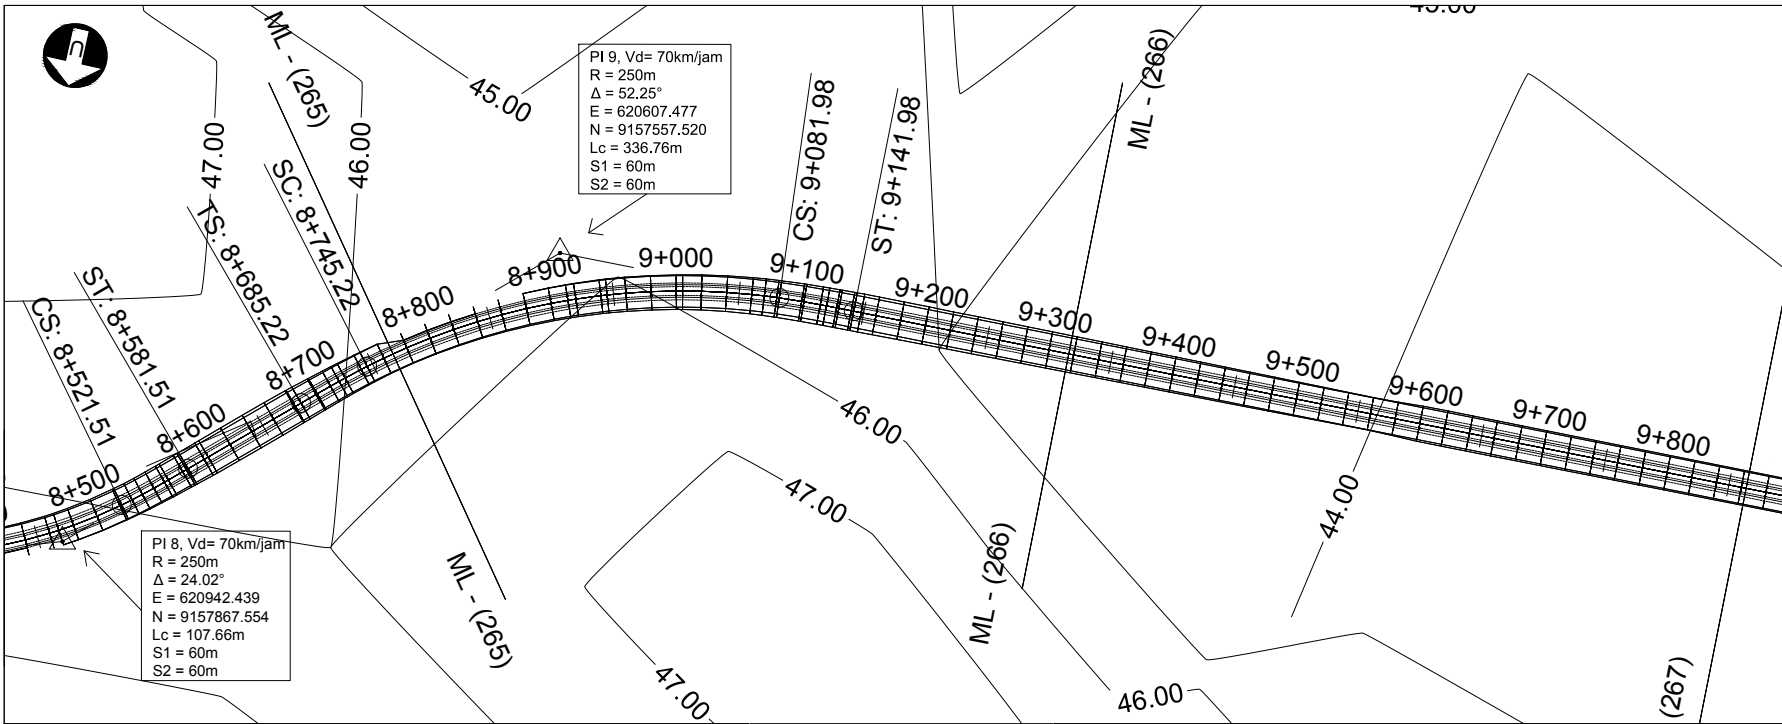 U
45.00
ML - (265)
45.00
PI 9, Vd= 70km/jam
R = 250m
Δ = 52.25°
E = 620607.477
N = 9157557.520
Lc = 336.76m
S1 = 60m
S2 = 60m
ML - (266)
47.00
46.00
CS: 9+081.98
ST: 9+141.98
CS: 8+521.51
ST: 8+581.51
TS: 8+685.22
SC: 8+745.22
8+500
8+600
8+700
8+800
8+900
9+000
9+100
9+200
9+300
9+400
9+500
9+600
9+700
9+800
46.00
47.00
44.00
PI 8, Vd= 70km/jam
R = 250m
Δ = 24.02°
E = 620942.439
N = 9157867.554
Lc = 107.66m
S1 = 60m
S2 = 60m
ML - (265)
ML - (266)
47.00
46.00
(267)